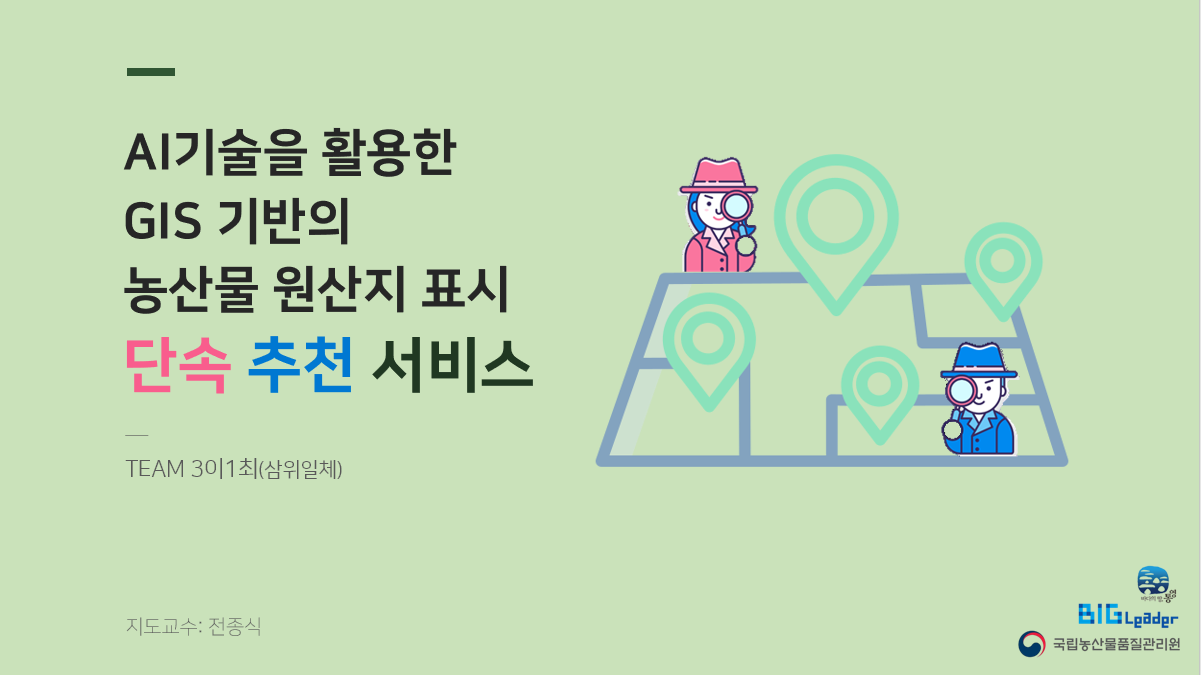 AI기술을 활용한
GIS 기반의
농산물 원산지 표시
단속 추천 서비스
TEAM 3이1최(삼위일체)
지도교수: 전종식
통영
BIG Leader
국립농산물품질관리원